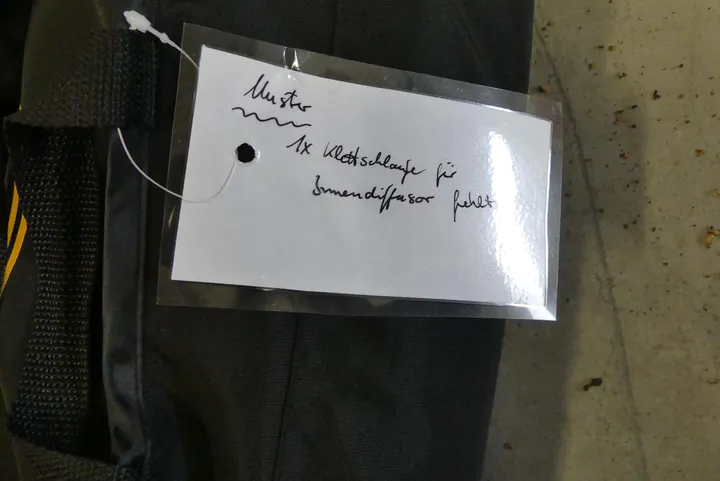 Muster
1x Klettschlaufe für
Innendiffusor fehlt